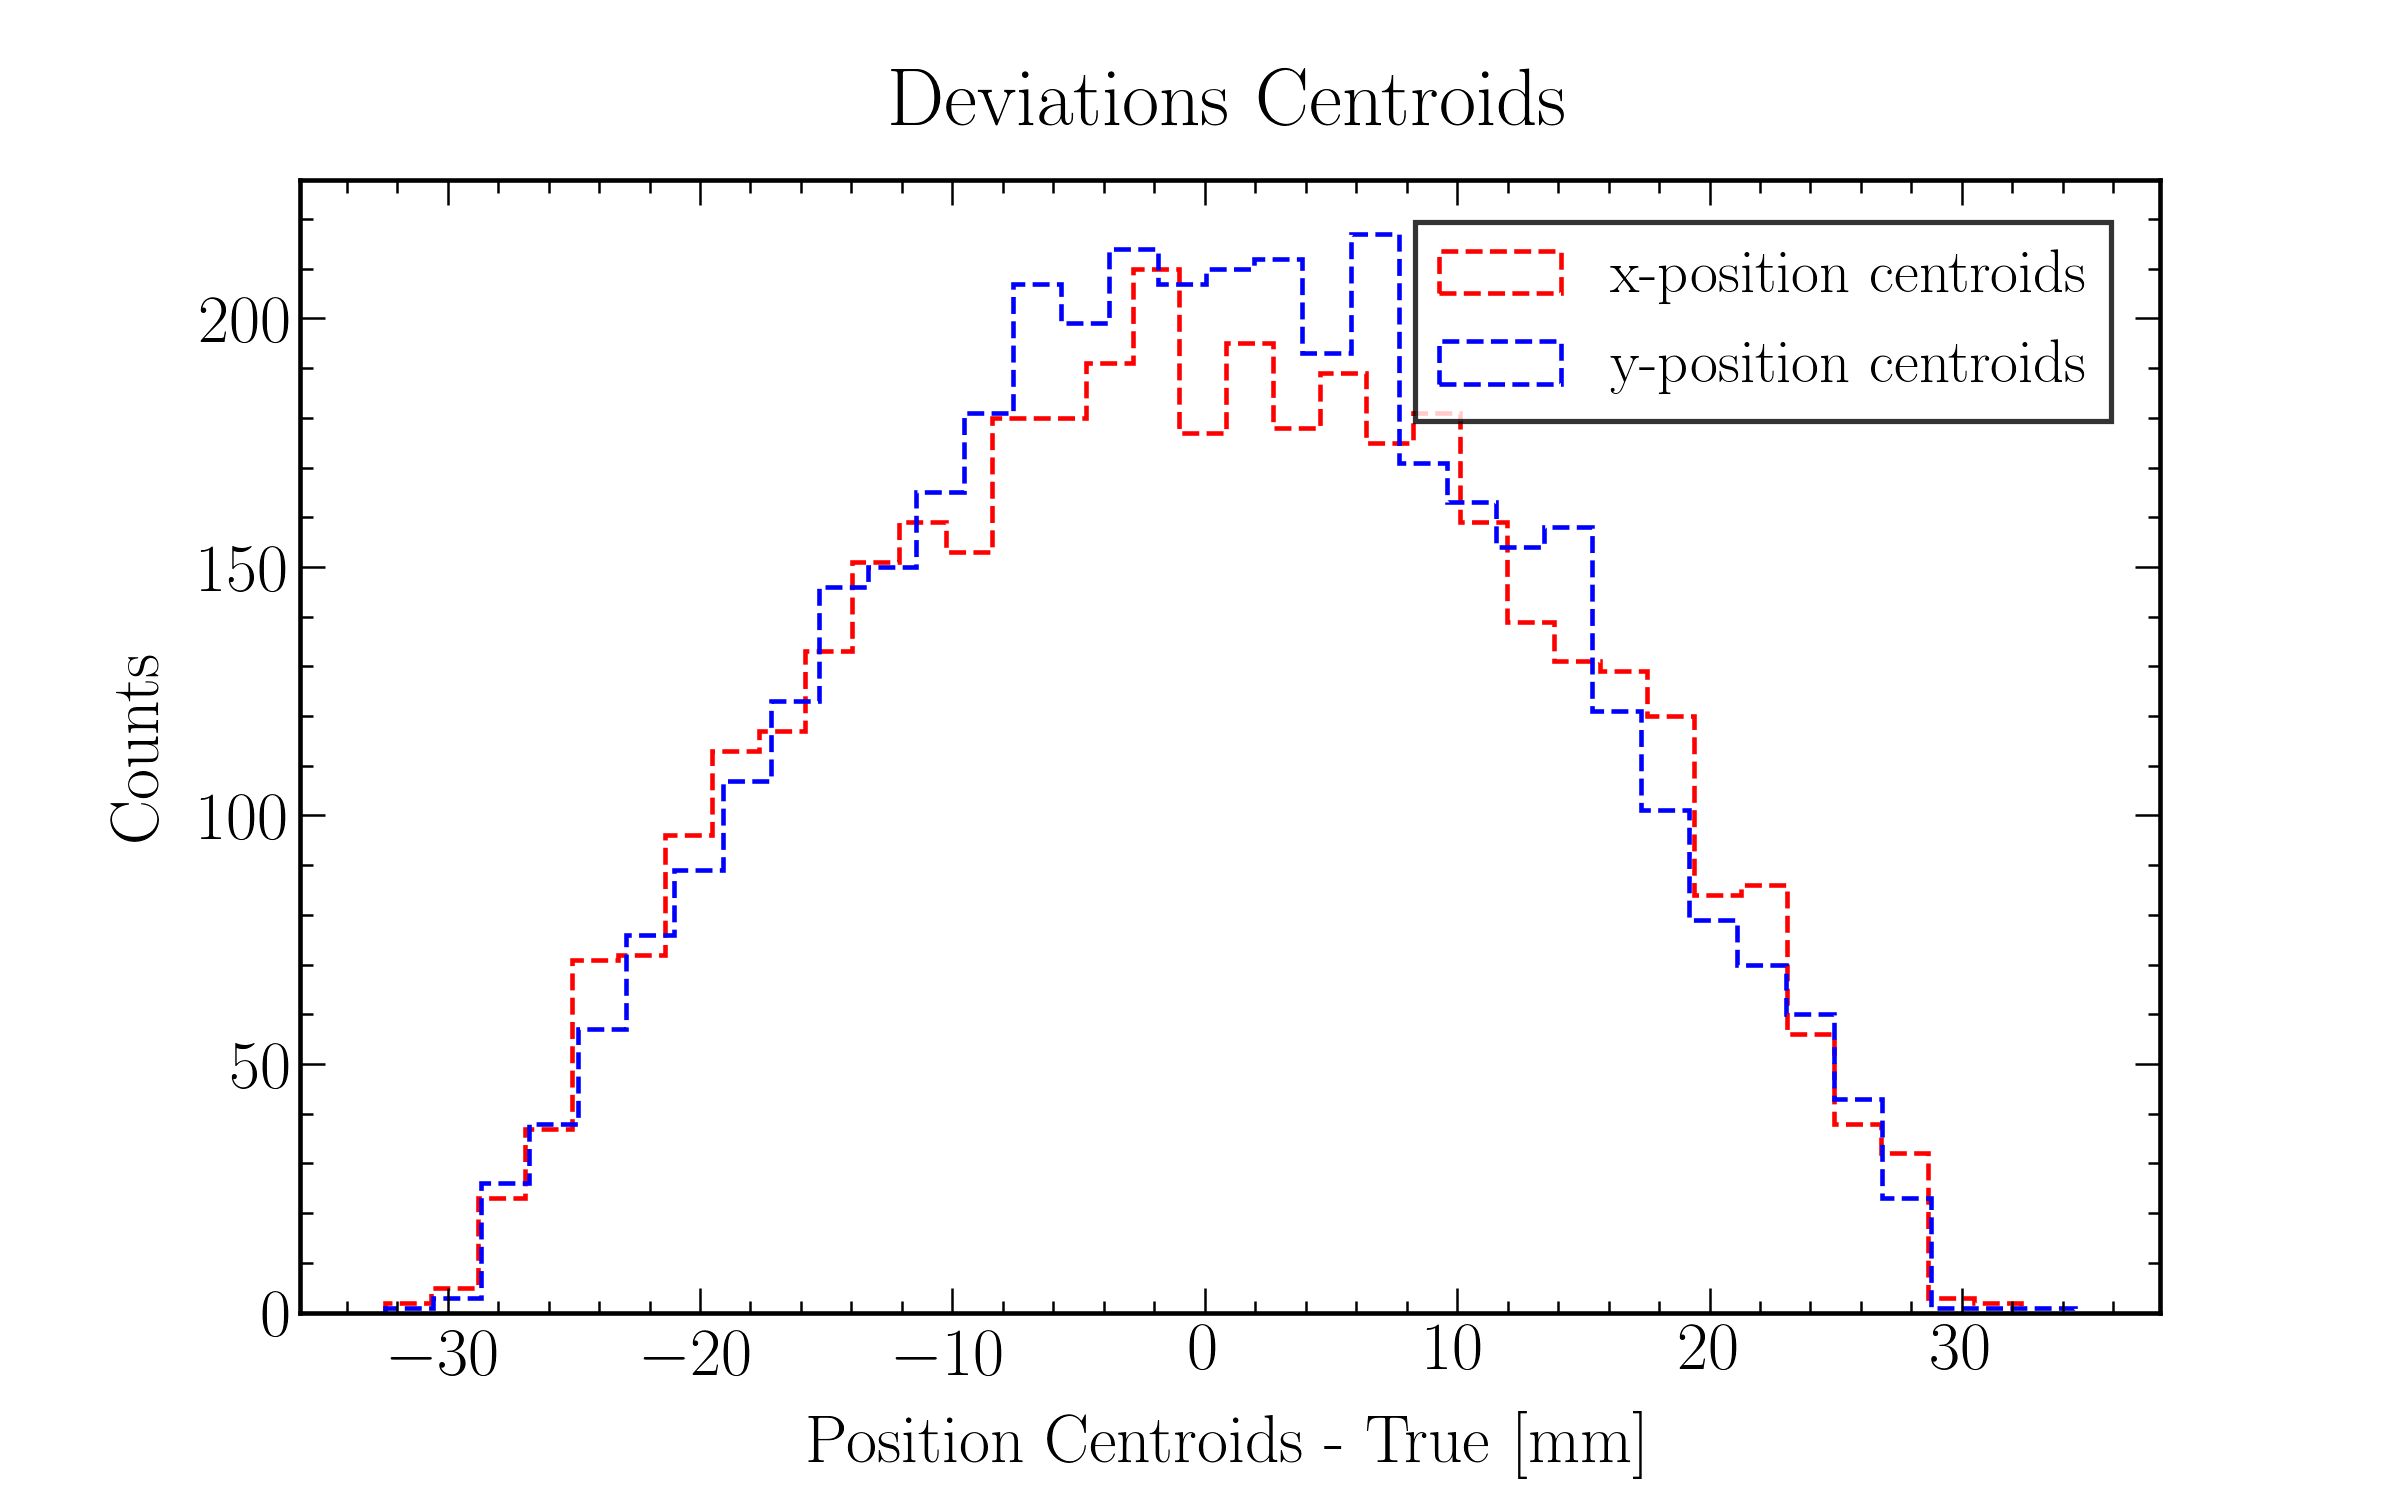 Deviations Centroids
x-position centroids
y-position centroids
200
150
100
50
0
Counts
−30 −20 −10 0 10 20 30
Position Centroids - True [mm]